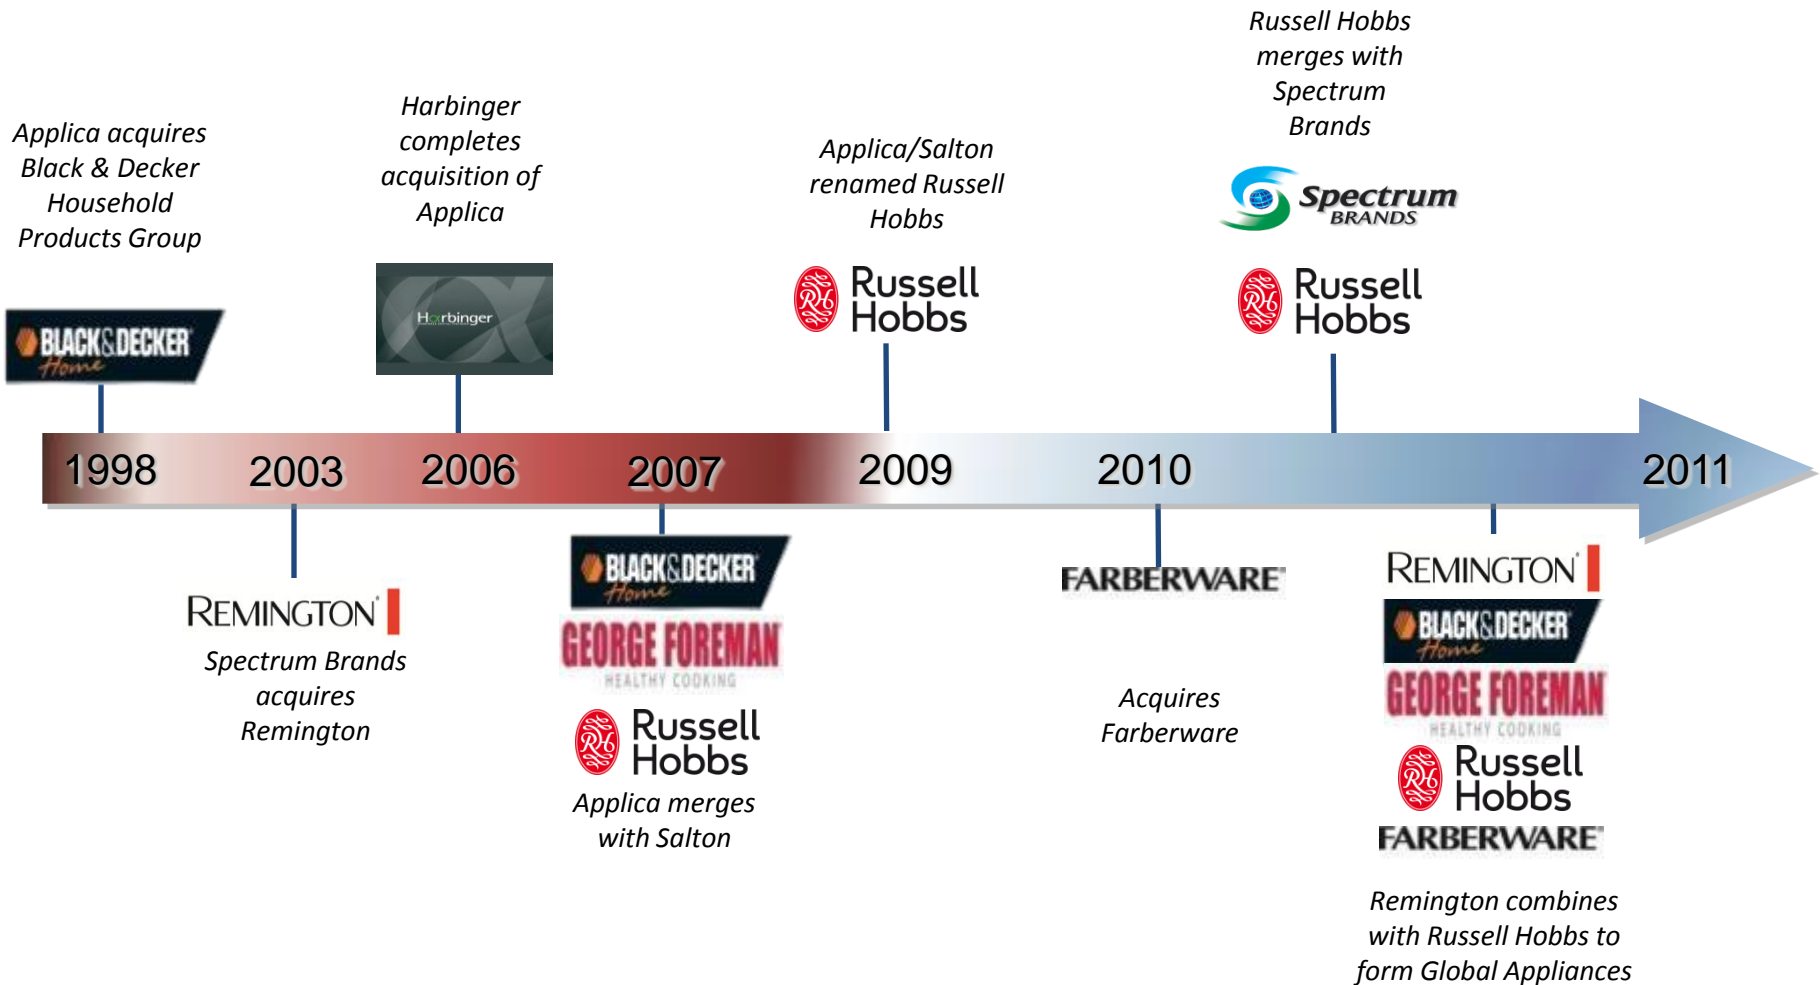 Applica acquires
Black & Decker
Household
Products Group
BLACK&DECKER
Home
Harbinger
completes
acquisition of
Applica
Harbinger
Applica/Salton
renamed Russell
Hobbs
Russell
Hobbs
RH
Russell Hobbs
merges with
Spectrum
Brands
Spectrum
BRANDS
RH
Russell
Hobbs
1998
2003
2006
2007
2009
2010
2011
REMINGTON
Spectrum Brands
acquires
Remington
BLACK&DECKER
Home
GEORGE FOREMAN
HEALTHY COOKING
RH
Russell
Hobbs
Applica merges
with Salton
FARBERWARE
Acquires
Farberware
REMINGTON
BLACK&DECKER
Home
GEORGE FOREMAN
HEALTHY COOKING
RH
Russell
Hobbs
FARBERWARE
Remington combines
with Russell Hobbs to
form Global Appliances